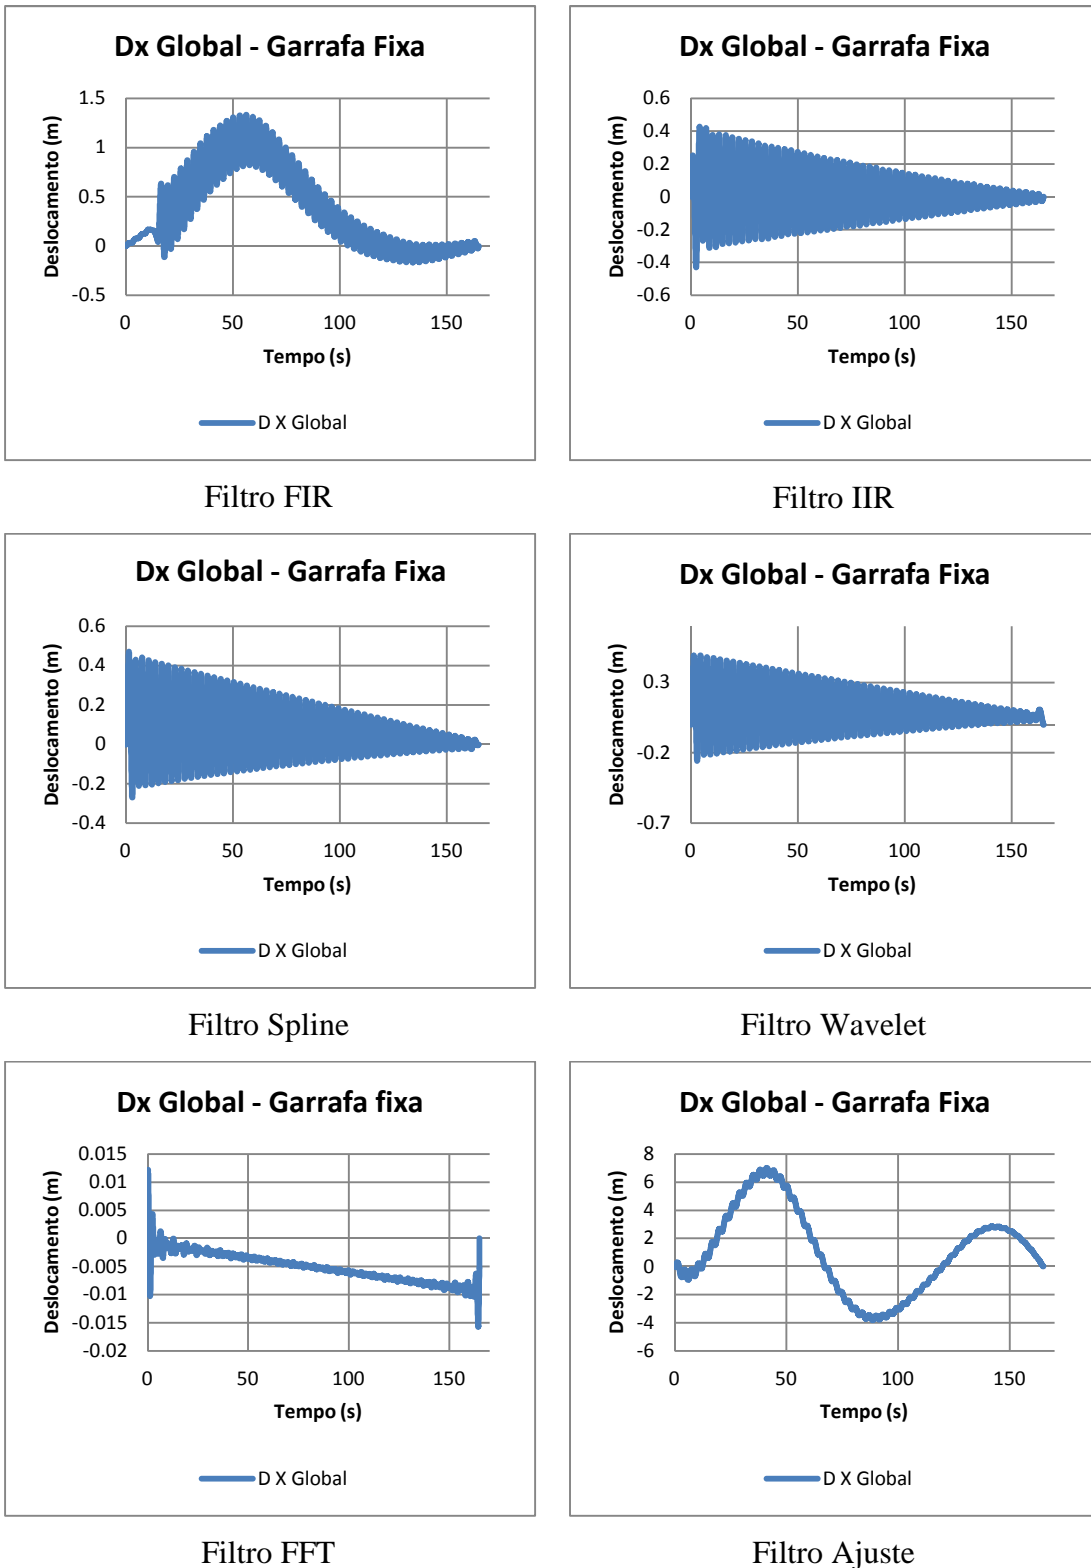 Dx Global - Garrafa Fixa
Deslocamento (m)
1.5
1
0.5
0
-0.5
0 50 100 150
Tempo (s)
D X Global
Filtro FIR
Dx Global - Garrafa Fixa
Deslocamento (m)
0.6
0.4
0.2
0
-0.2
-0.4
-0.6
0 50 100 150
Tempo (s)
D X Global
Filtro IIR
Dx Global - Garrafa Fixa
Deslocamento (m)
0.6
0.4
0.2
0
-0.2
-0.4
0 50 100 150
Tempo (s)
D X Global
Filtro Spline
Dx Global - Garrafa Fixa
Deslocamento (m)
0.3
-0.2
-0.7
0 50 100 150
Tempo (s)
D X Global
Filtro Wavelet
Dx Global - Garrafa fixa
Deslocamento (m)
0.015
0.01
0.005
0
-0.005
-0.01
-0.015
-0.02
0 50 100 150
Tempo (s)
D X Global
Filtro FFT
Dx Global - Garrafa Fixa
Deslocamento (m)
8
6
4
2
0
-2
-4
-6
0 50 100 150
Tempo (s)
D X Global
Filtro Ajuste